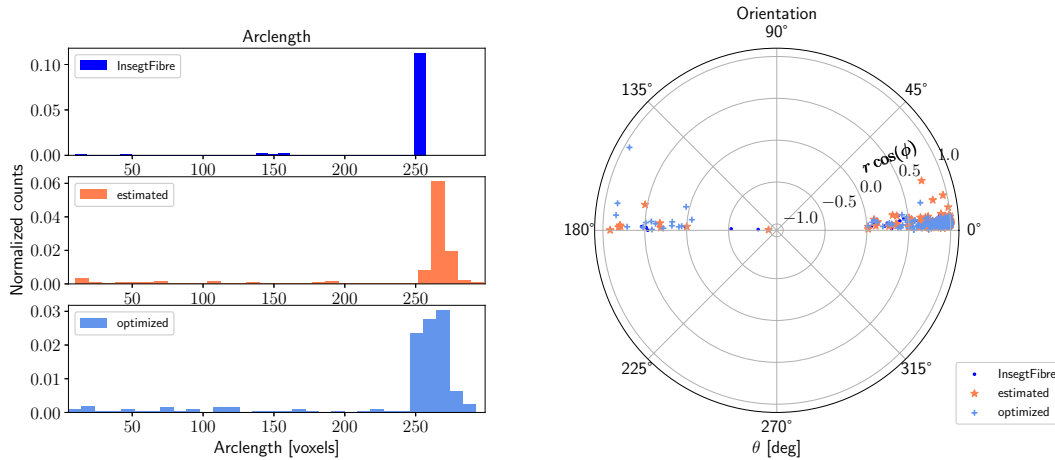 Arclength
InsegtFibre
0.10
0.05
0.00
50 100 150 200 250
estimated
0.06
0.04
0.02
0.00
50 100 150 200 250
optimized
0.03
0.02
0.01
0.00
50 100 150 200 250
Normalized counts
Arclength [voxels]
Orientation
90°
135° 45°
r cos(ϕ)
1.0
0.5
0.0
−0.5
−1.0
180° 0°
225° 315°
270°
θ [deg]
InsegtFibre
estimated
optimized